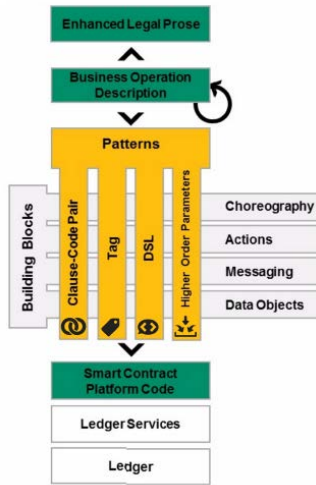 Enhanced Legal Prose
Business Operation
Description
Patterns
Building Blocks
Clause-Code Pair
Tag
DSL
Higher Order Parameters
Choreography
Actions
Messaging
Data Objects
Smart Contract
Platform Code
Ledger Services
Ledger